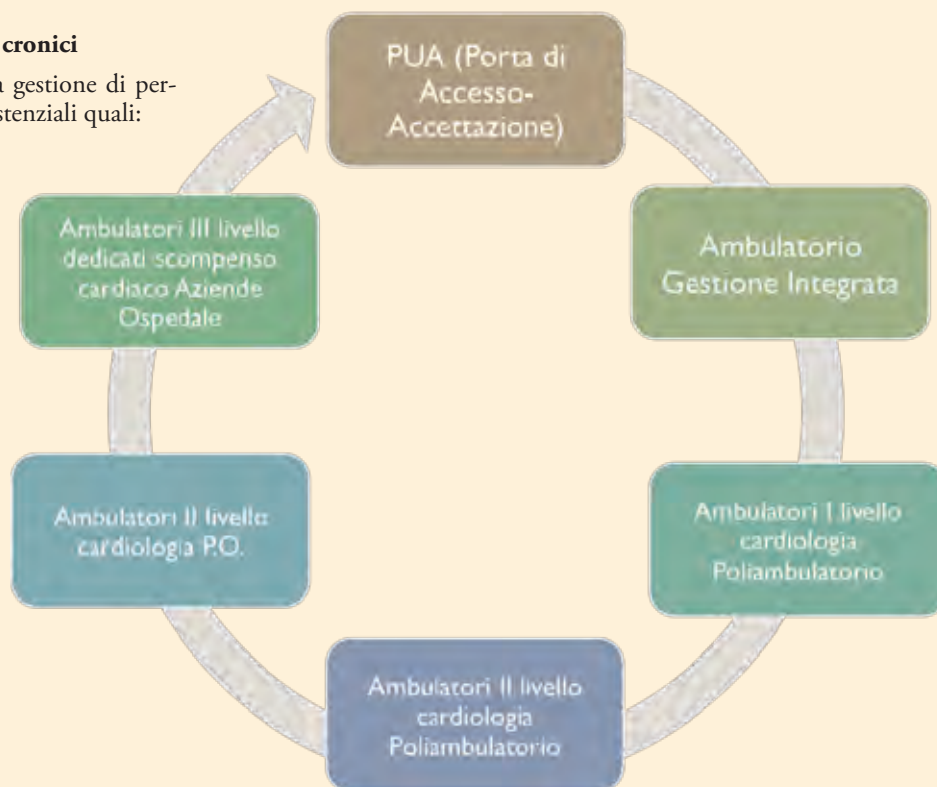 cronici
a gestione di per-
stenziali quali:
PUA (Porta di
Accesso-
Accettazione)
Ambulatorio
Gestione Integrata
Ambulatori I livello
cardiologia
Poliambulatorio
Ambulatori II livello
cardiologia
Poliambulatorio
Ambulatori II livello
cardiologia P.O.
Ambulatori III livello
dedicati scompenso
cardiaco Aziende
Ospedale